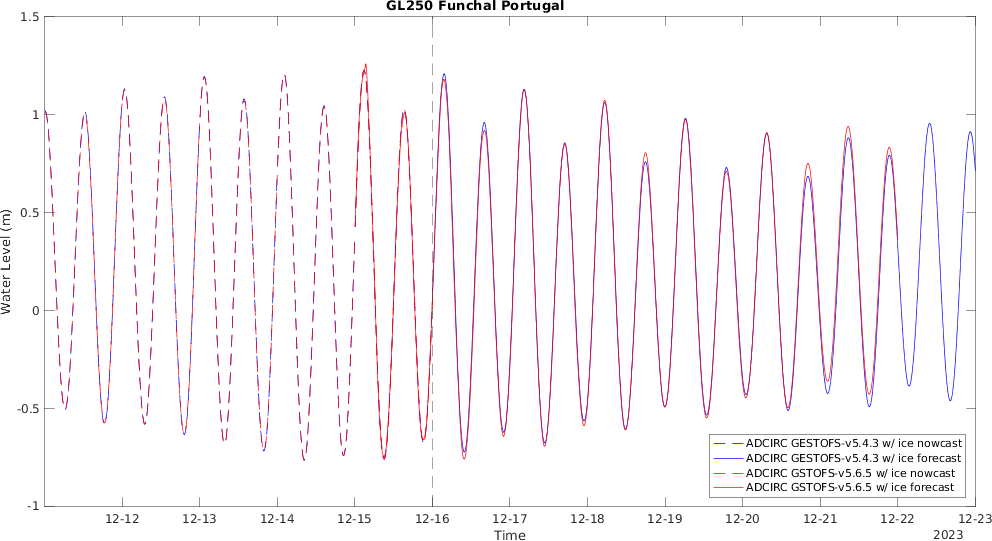 GL250 Funchal Portugal
1.5
1
0.5
0
-0.5
-1
Water Level (m)
ADCIRC GESTOFS-v5.4.3 w/ ice nowcast
ADCIRC GESTOFS-v5.4.3 w/ ice forecast
ADCIRC GSTOFS-v5.6.5 w/ ice nowcast
ADCIRC GSTOFS-v5.6.5 w/ ice forecast
12-12 12-13 12-14 12-15 12-16 12-17 12-18 12-19 12-20 12-21 12-22 12-23
Time
2023